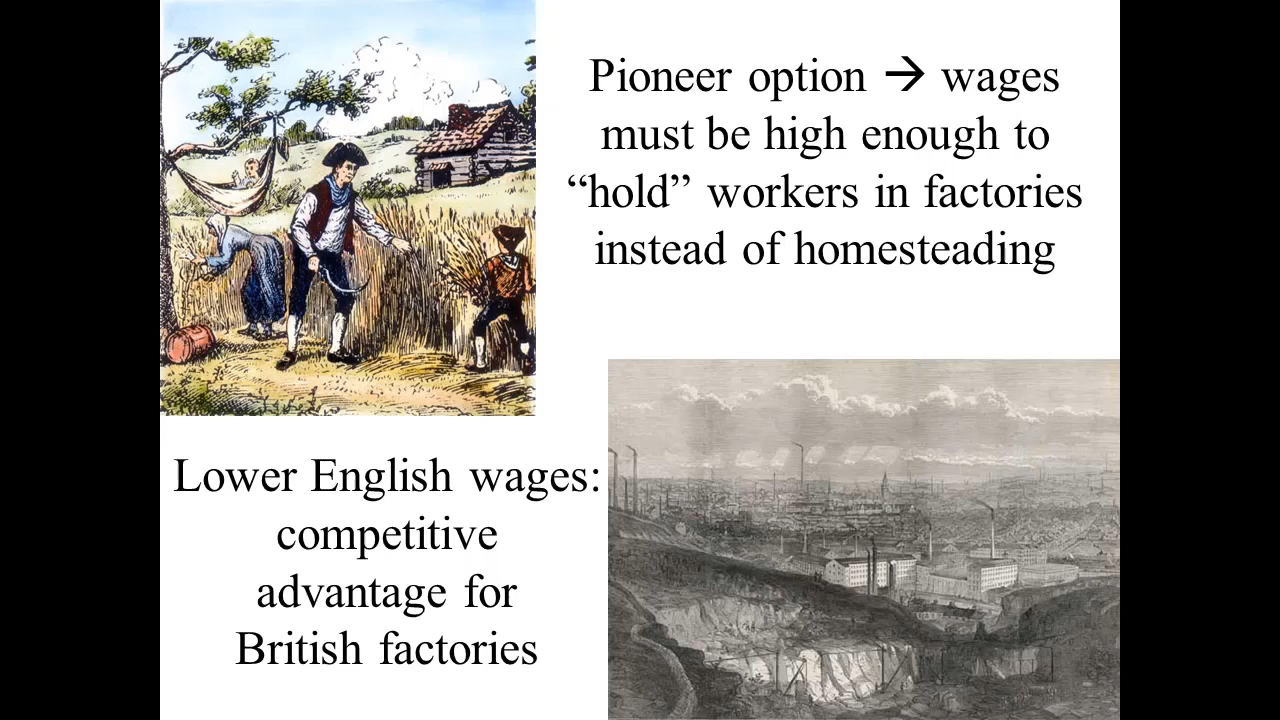 Pioneer option → wages
must be high enough to
“hold” workers in factories
instead of homesteading
Lower English wages:
competitive
advantage for
British factories